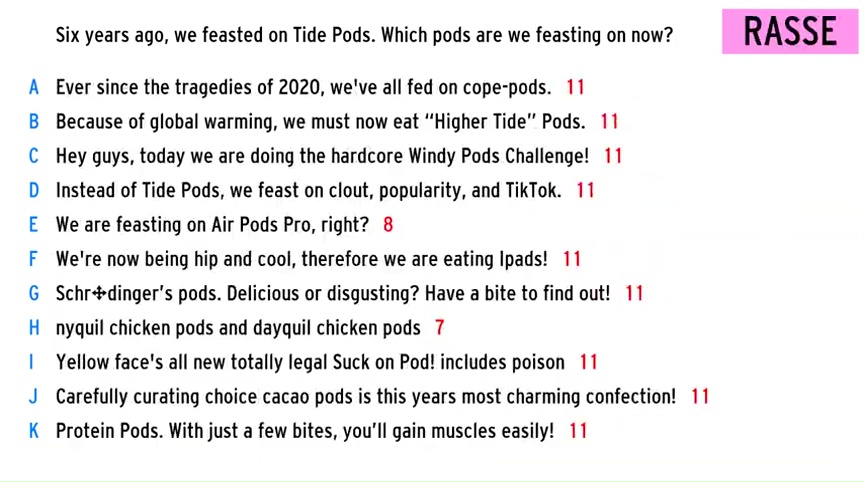 Six years ago, we feasted on Tide Pods. Which pods are we feasting on now?
RASSE
A Ever since the tragedies of 2020, we've all fed on cope-pods. 11
B Because of global warming, we must now eat “Higher Tide” Pods. 11
C Hey guys, today we are doing the hardcore Windy Pods Challenge! 11
D Instead of Tide Pods, we feast on clout, popularity, and TikTok. 11
E We are feasting on Air Pods Pro, right? 8
F We're now being hip and cool, therefore we are eating Ipads! 11
G Schr✣dinger’s pods. Delicious or disgusting? Have a bite to find out! 11
H nyquil chicken pods and dayquil chicken pods 7
I Yellow face's all new totally legal Suck on Pod! includes poison 11
J Carefully curating choice cacao pods is this years most charming confection! 11
K Protein Pods. With just a few bites, you’ll gain muscles easily! 11